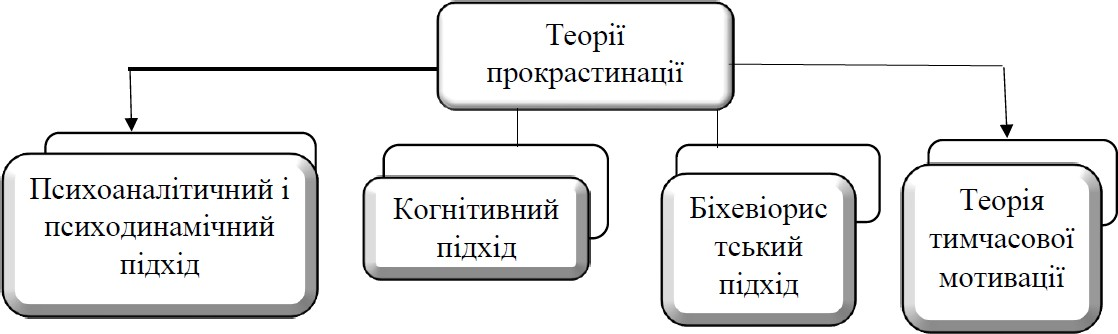 Теорії
прокрастинації
Психоаналітичний і
психодинамічний
підхід
Когнітивний
підхід
Біхевіорис
тський
підхід
Теорія
тимчасової
мотивації